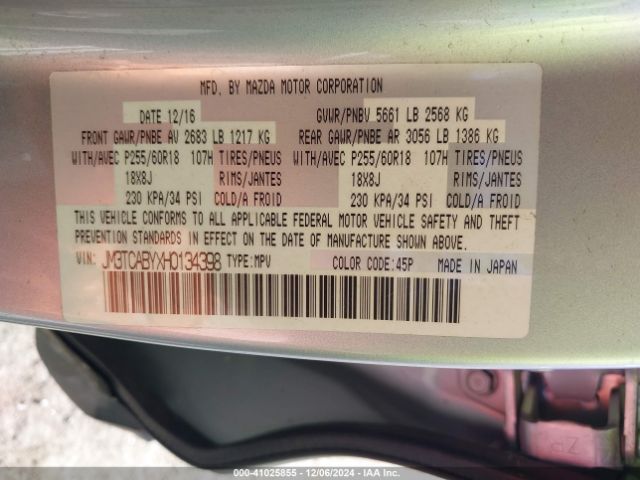 MFD. BY MAZDA MOTOR CORPORATION
DATE 12/16 GVWR/PNBV 5661 LB 2568 KG
FRONT GAWR/PNBE AV 2683 LB 1217 KG REAR GAWR/PNBE AR 3056 LB 1386 KG
WITH/AVEC P255/60R18 107H TIRES/PNEUS WITH/AVEC P255/60R18 107H TIRES/PNEUS
18X8J RIMS/JANTES 18X8J RIMS/JANTES
230 KPA/34 PSI COLD/A FROID 230 KPA/34 PSI COLD/A FROID
THIS VEHICLE CONFORMS TO ALL APPLICABLE FEDERAL MOTOR VEHICLE SAFETY AND THEFT
PREVENTION STANDARDS IN EFFECT ON THE DATE OF MANUFACTURE SHOWN ABOVE.
VIN: JM3TCABYXH0134398 TYPE:MPV COLOR CODE:45P MADE IN JAPAN
ZP
000-41025855 • 12/06/2024 • IAA Inc.